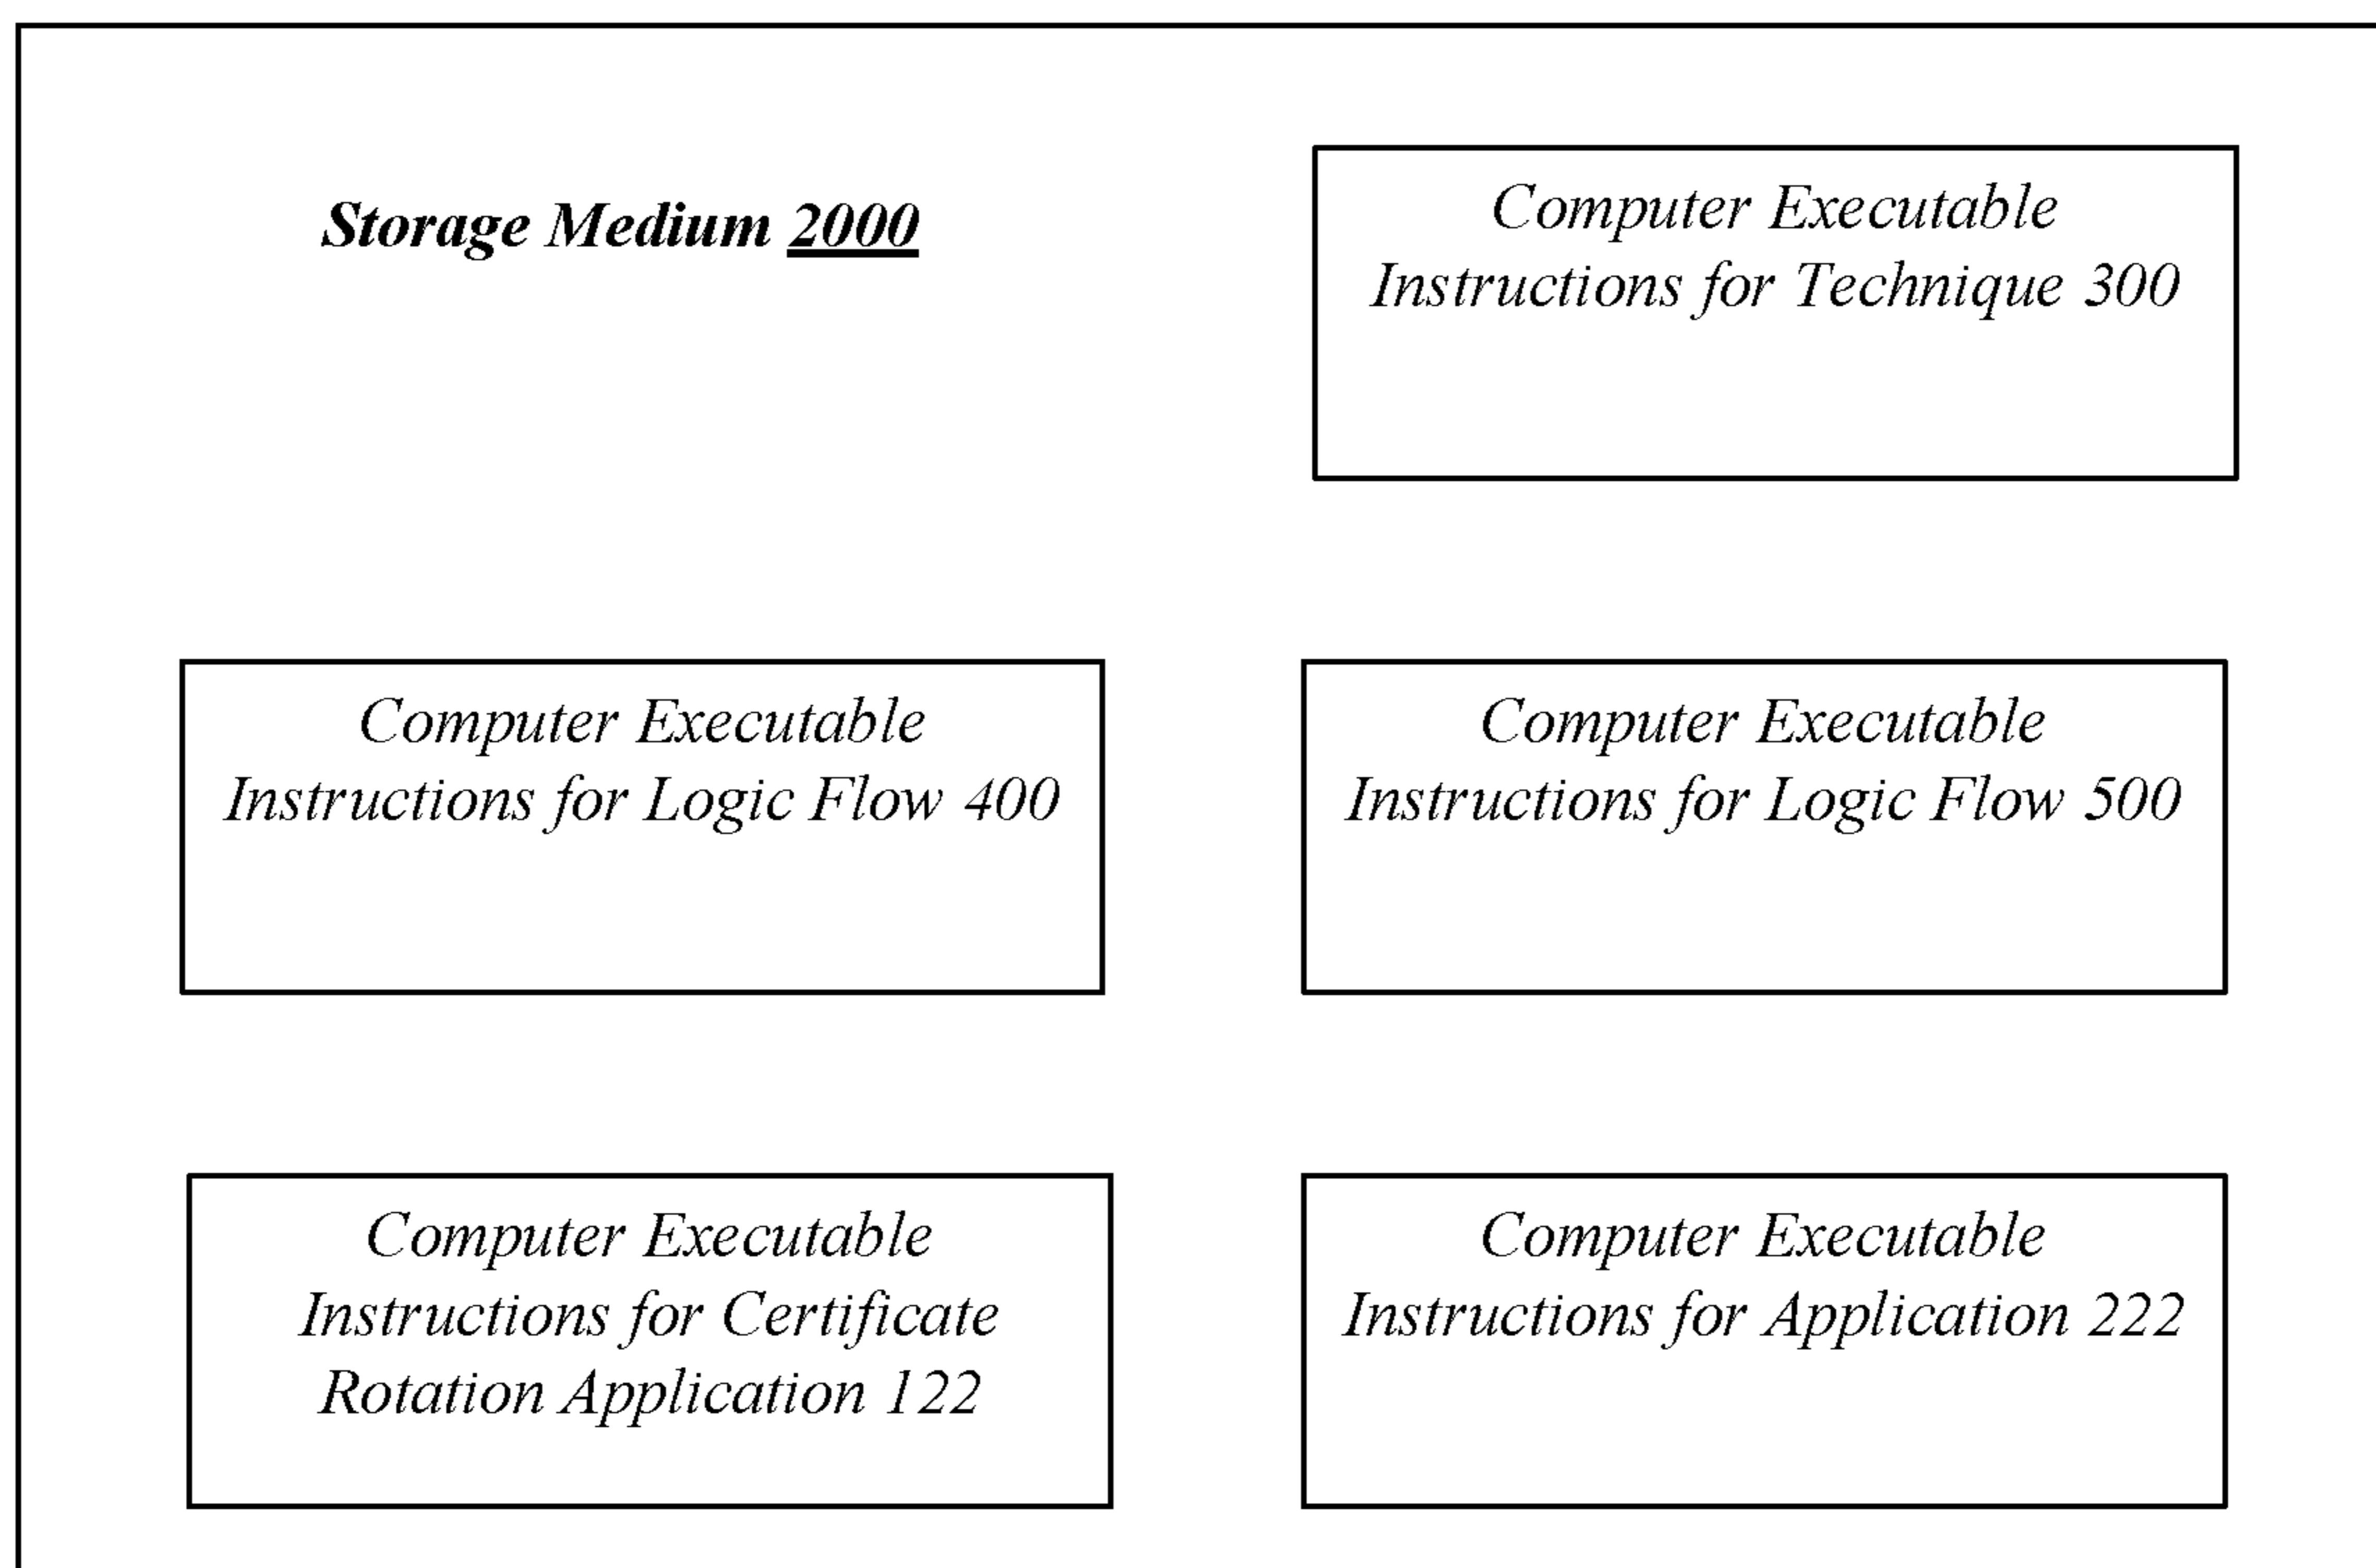 Storage Medium 2000
Computer Executable
Instructions for Technique 300
Computer Executable
Instructions for Logic Flow 400
Computer Executable
Instructions for Logic Flow 500
Computer Executable
Instructions for Certificate
Rotation Application 122
Computer Executable
Instructions for Application 222